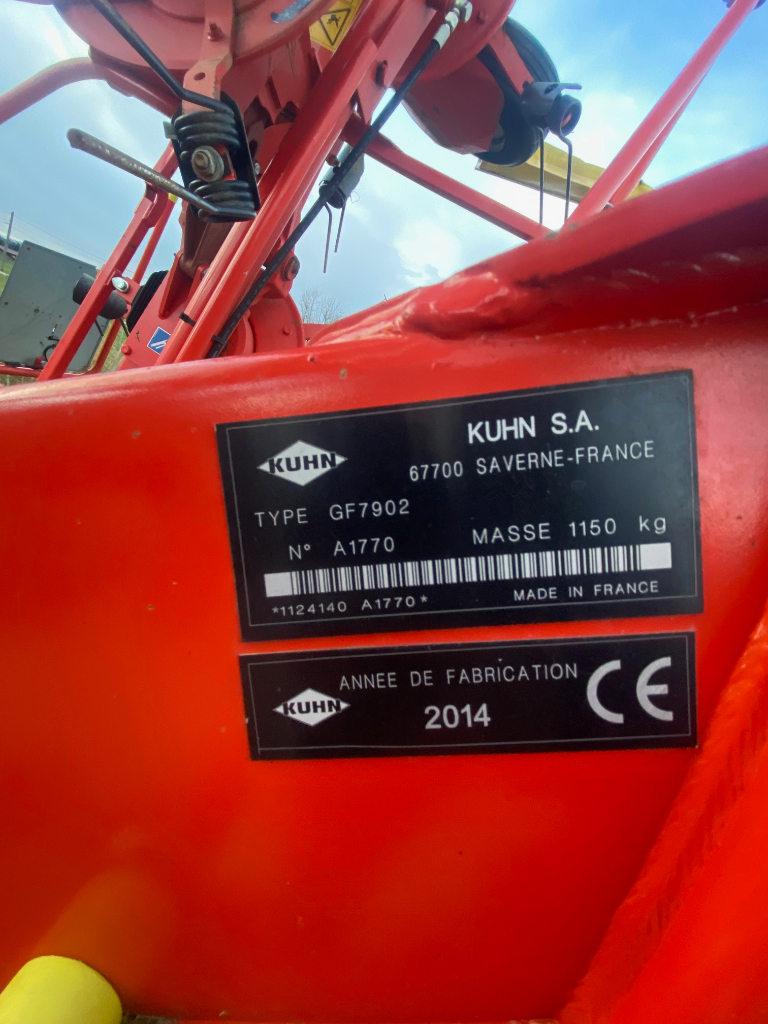 KUHN
KUHN S.A.
67700 SAVERNE-FRANCE
TYPE GF7902
N° A1770
MASSE 1150 kg
*1124140 A1770*
MADE IN FRANCE
KUHN
ANNEE DE FABRICATION
2014
CE